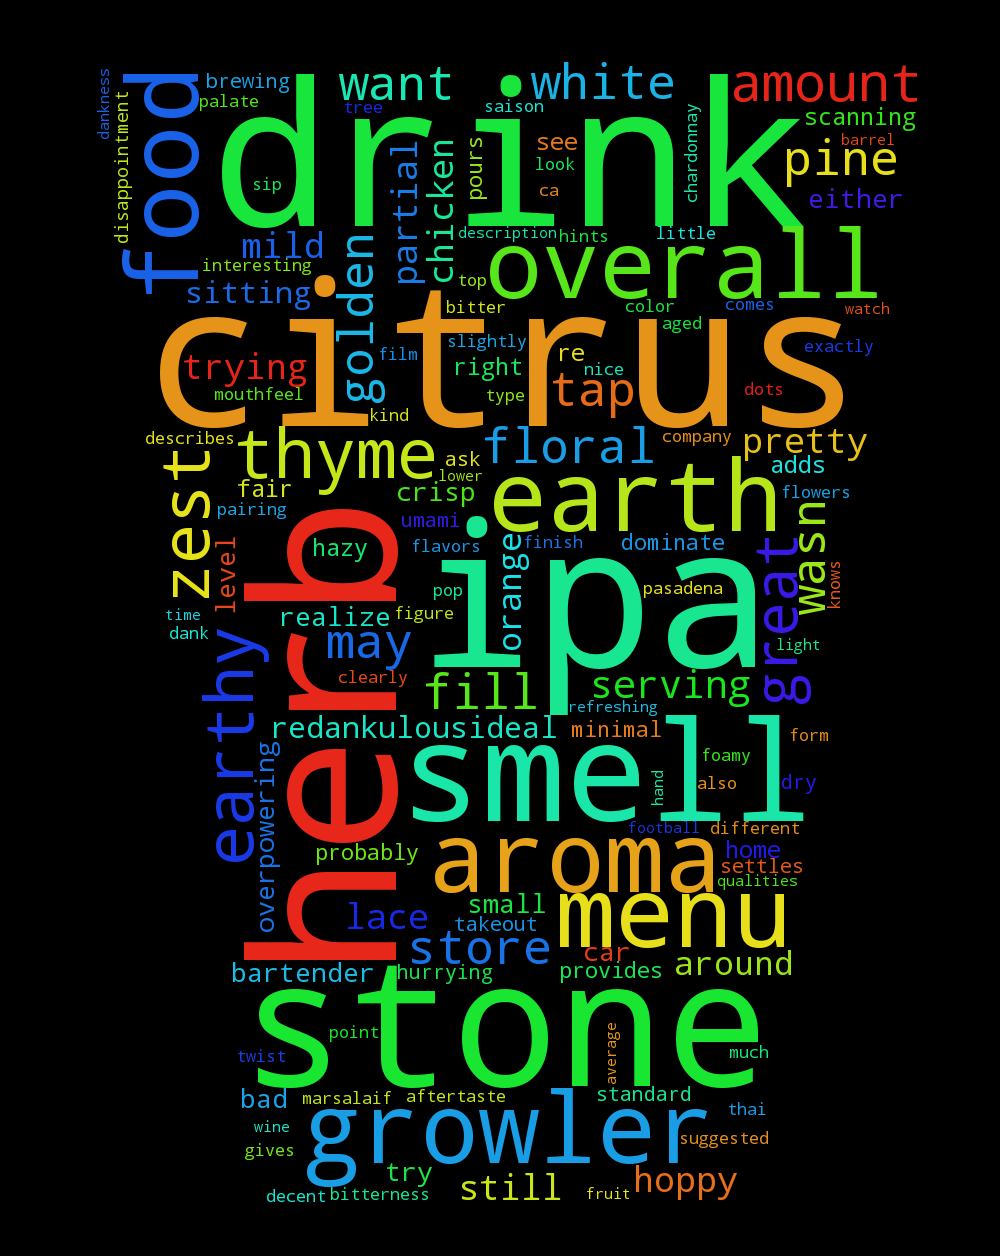 drink
food
dankness
disappointment
brewing
palate
want
tree
saison
white
amount
scanning
barrel
pine
either
see
look
ca
pours
chicken
partial
sip
chardonnay
mild
interesting
sitting
golden
description
hints
little
overall
top
bitter
color
comes
aged
watch
citrus
trying
mouthfeel
film
slightly
right
type
re
nice
tap
dots
exactly
kind
describes
thyme
ask
lower
floral
company
pretty
adds
flowers
zest
fair
pairing
crisp
earth
umami
hazy
level
flavors
finish
dominate
orange
ipa
great
Wasn
knows
time
dank
realize
figure
pop
pasadena
may
light
herb
earthy
clearly
fill
serving
refreshing
redankulousideal
minimal
form
smell
foamy
hand
also
dry
overpowering
football
different
probably
aroma
home
settles
qualities
lace
small
takeout
menu
store
car
bartender
hurrying
provides
around
stone
point
twist
average
much
bad
marsalaif
aftertaste
standard
thai
wine
growler
gives
suggested
try
decent
bitterness
still
fruit
hoppy